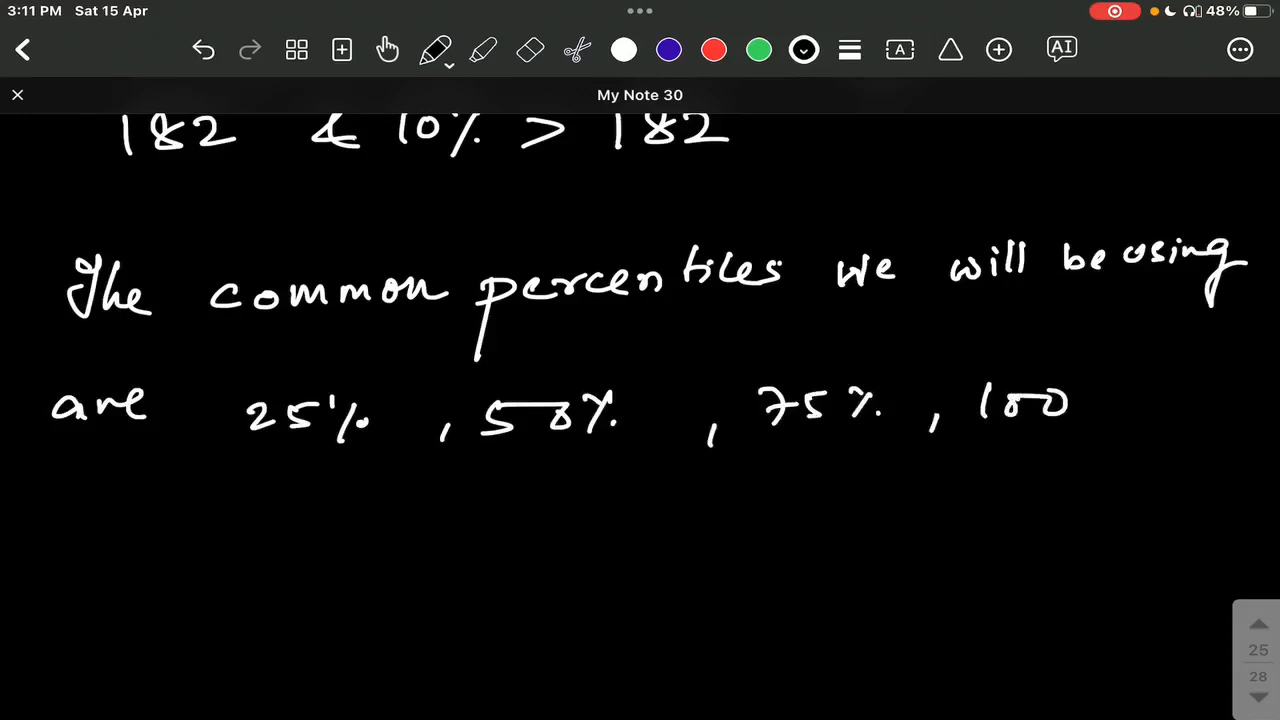 3:11 PM Sat 15 Apr
48%
A
AI
My Note 30
182 & 10% > 182
The common percentiles we will be using
are 25%, 50%, 75%, 100
25
28